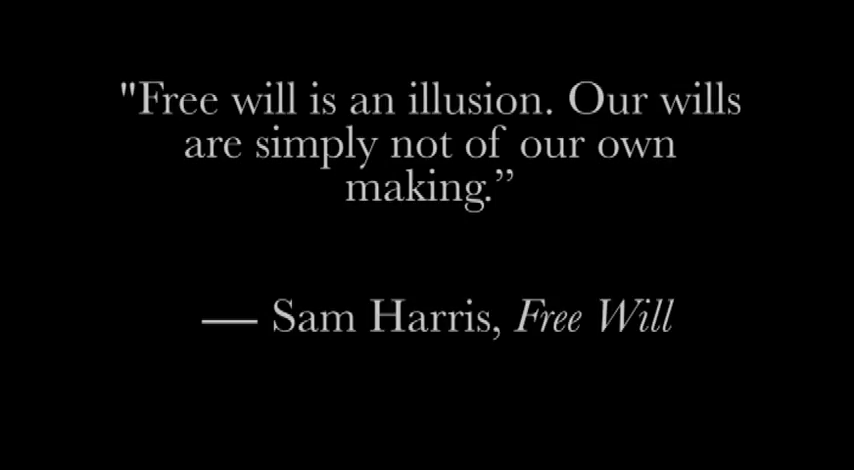 "Free will is an illusion. Our wills
are simply not of our own
making.”
— Sam Harris, Free Will